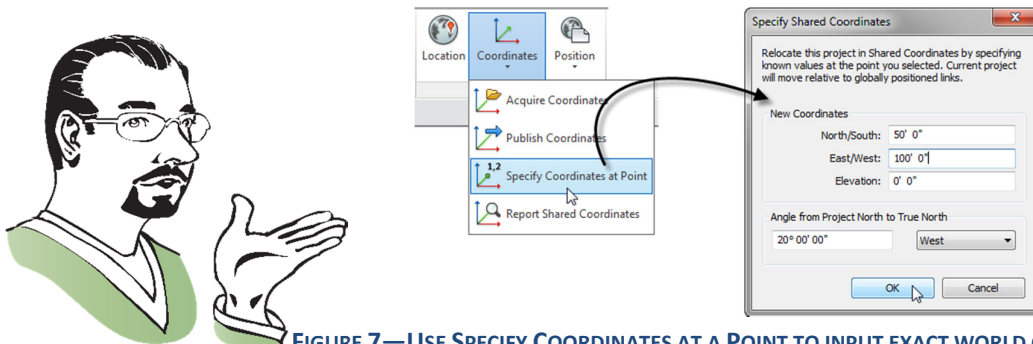 Location Coordinates Position
Acquire Coordinates
Publish Coordinates
1,2
Specify Coordinates at Point
Report Shared Coordinates
Specify Shared Coordinates
Relocate this project in Shared Coordinates by specifying
known values at the point you selected. Current project
will move relative to globally positioned links.
New Coordinates
North/South: 50' 0"
East/West: 100' 0"
Elevation: 0' 0"
Angle from Project North to True North
20° 00' 00" West
OK Cancel
FIGURE 7—USE SPECIFY COORDINATES AT A POINT TO INPUT EXACT WORLD